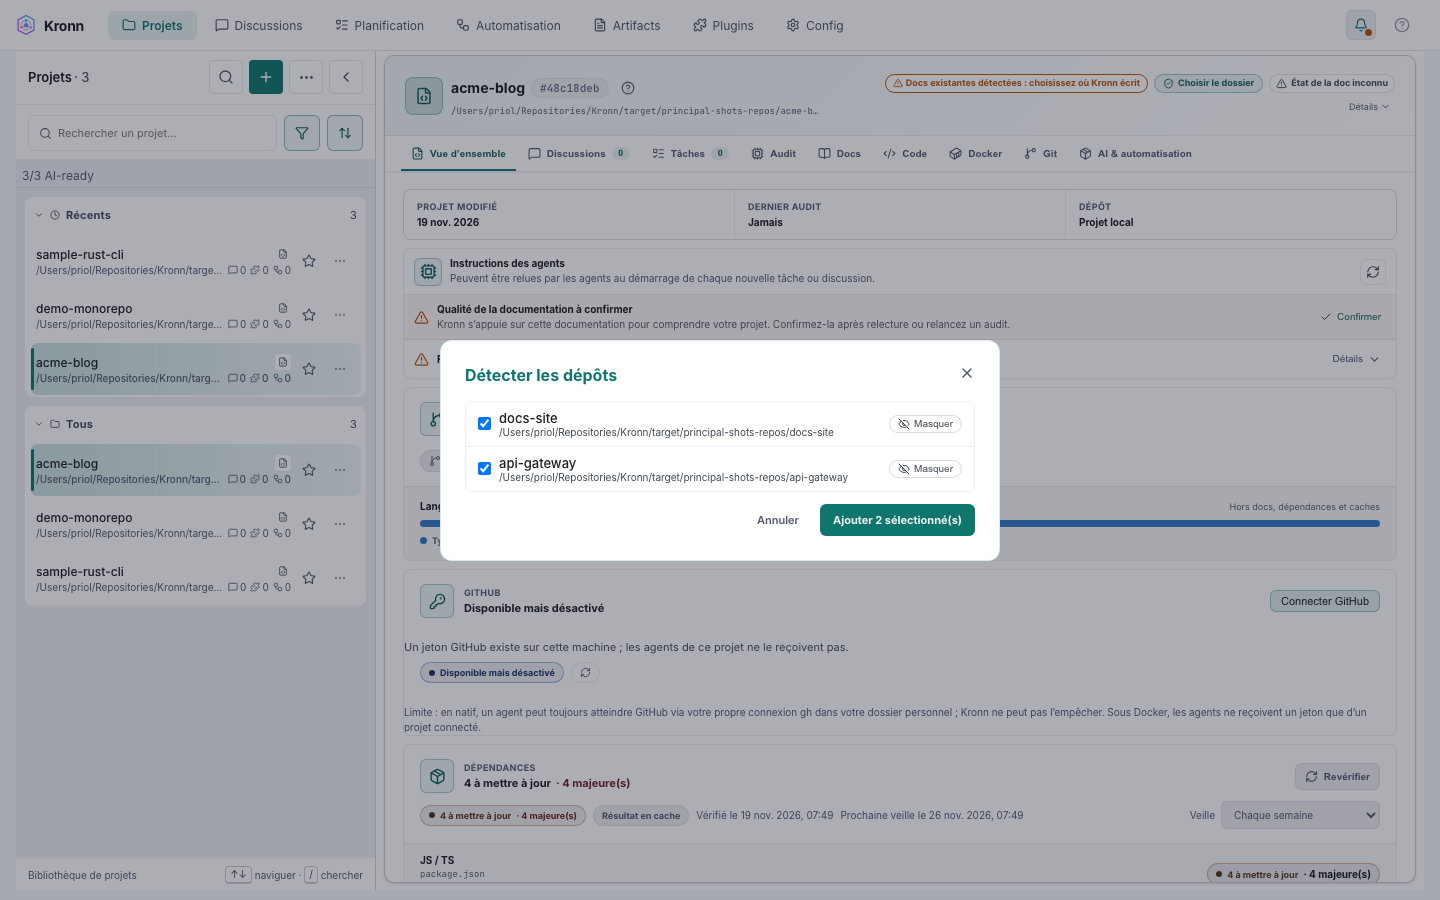 Kronn
Projets
Discussions
Planification
Automatisation
Artifacts
Plugins
Config
Projets · 3
Rechercher un projet...
3/3 AI-ready
Récents
3
sample-rust-cli
/Users/priol/Repositories/Kronn/targe... 0 0 0
demo-monorepo
/Users/priol/Repositories/Kronn/targe... 0 0 0
acme-blog
/Users/priol/Repositories/Kronn/targ... 0 0 0
Tous
3
acme-blog
/Users/priol/Repositories/Kronn/targ... 0 0 0
demo-monorepo
/Users/priol/Repositories/Kronn/targe... 0 0 0
sample-rust-cli
/Users/priol/Repositories/Kronn/targe... 0 0 0
Bibliothèque de projets
↑↓ naviguer · / chercher
acme-blog #48c18deb
/Users/priol/Repositories/Kronn/target/principal-shots-repos/acme-b…
Docs existantes détectées : choisissez où Kronn écrit
Choisir le dossier
État de la doc inconnu
Détails
Vue d'ensemble
Discussions 0
Tâches 0
Audit
Docs
Code
Docker
Git
AI & automatisation
PROJET MODIFIÉ
19 nov. 2026
DERNIER AUDIT
Jamais
DÉPÔT
Projet local
Instructions des agents
Peuvent être relues par les agents au démarrage de chaque nouvelle tâche ou discussion.
Qualité de la documentation à confirmer
Kronn s'appuie sur cette documentation pour comprendre votre projet. Confirmez-la après relecture ou relancez un audit.
Confirmer
Détails
Détecter les dépôts
docs-site
/Users/priol/Repositories/Kronn/target/principal-shots-repos/docs-site
Masquer
api-gateway
/Users/priol/Repositories/Kronn/target/principal-shots-repos/api-gateway
Masquer
Annuler
Ajouter 2 sélectionné(s)
Hors docs, dépendances et caches
GITHUB
Disponible mais désactivé
Connecter GitHub
Un jeton GitHub existe sur cette machine ; les agents de ce projet ne le reçoivent pas.
Disponible mais désactivé
Limite : en natif, un agent peut toujours atteindre GitHub via votre propre connexion gh dans votre dossier personnel ; Kronn ne peut pas l'empêcher. Sous Docker, les agents ne reçoivent un jeton que d'un
projet connecté.
DÉPENDANCES
4 à mettre à jour · 4 majeure(s)
Revérifier
4 à mettre à jour · 4 majeure(s)
Résultat en cache
Vérifié le 19 nov. 2026, 07:49
Prochaine veille le 26 nov. 2026, 07:49
Veille
Chaque semaine
JS / TS
package.json
4 à mettre à jour · 4 majeure(s)